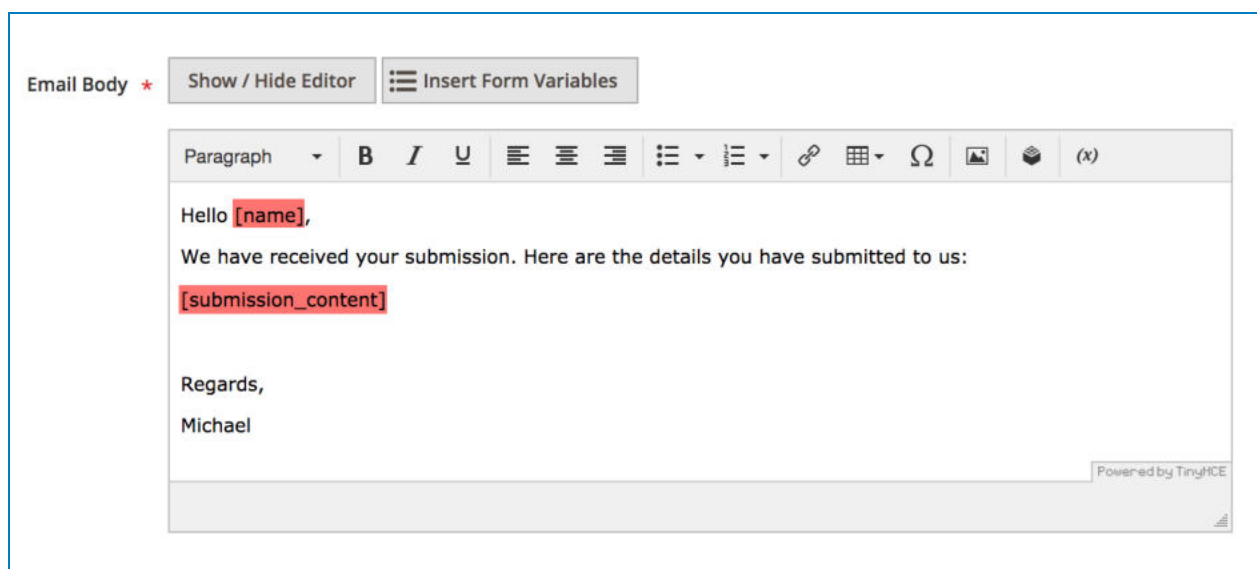 Email Body *
Show / Hide Editor
Insert Form Variables
Paragraph B I U Ω (x)
Hello [name],
We have received your submission. Here are the details you have submitted to us:
[submission_content]
Regards,
Michael
Powered by TinyMCE